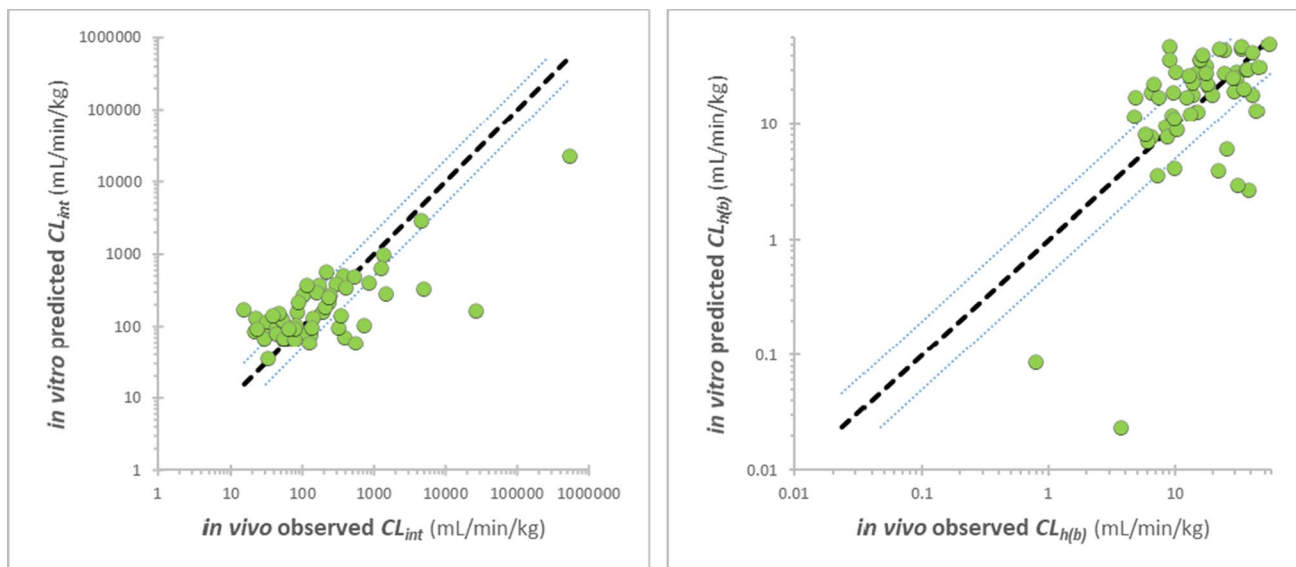 1000000
100000
10000
1000
100
10
1
in vitro predicted CLint (mL/min/kg)
1 10 100 1000 10000 100000 1000000
in vivo observed CLint (mL/min/kg)
10
1
0.1
0.01
in vitro predicted CLh(b) (mL/min/kg)
0.01 0.1 1 10
in vivo observed CLh(b) (mL/min/kg)